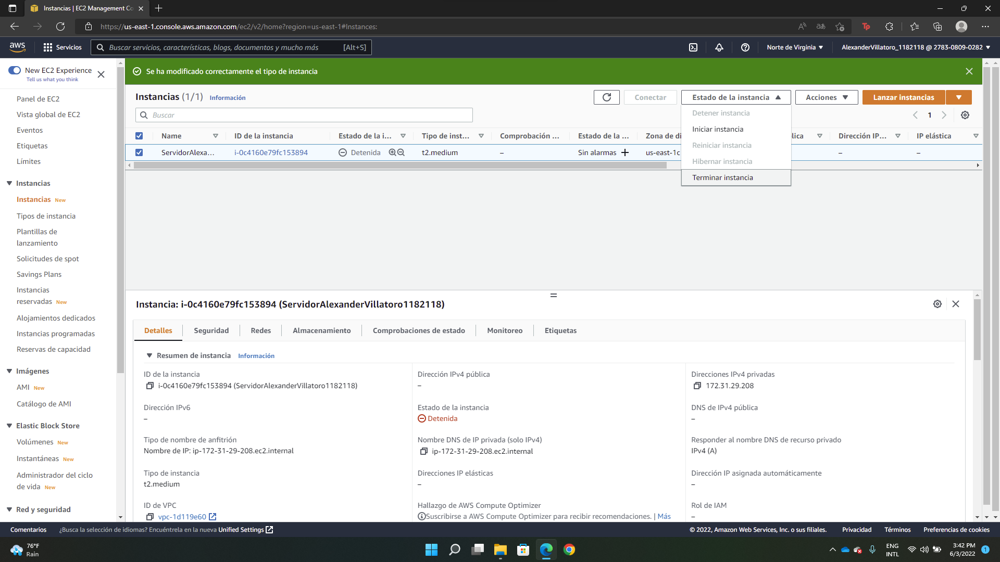 Instancias | EC2 Management Co
https://us-east-1.console.aws.amazon.com/ec2/v2/home?region=us-east-1#Instances:
aws
Servicios
Buscar servicios, características, blogs, documentos y mucho más
[Alt+S]
Norte de Virginia
AlexanderVillatoro_1182118 @ 2783-0809-0282
New EC2 Experience
Tell us what you think
Panel de EC2
Vista global de EC2
Eventos
Etiquetas
Límites
Instancias
Instancias New
Tipos de instancia
Plantillas de
lanzamiento
Solicitudes de spot
Savings Plans
Instancias
reservadas New
Alojamientos dedicados
Instancias programadas
Reservas de capacidad
Imágenes
AMI New
Catálogo de AMI
Elastic Block Store
Volúmenes New
Instantáneas New
Administrador del ciclo
de vida New
Red y seguridad
Se ha modificado correctamente el tipo de instancia
Instancias (1/1) Información
Conectar
Estado de la instancia
Acciones
Lanzar instancias
Buscar
1
Detener instancia
Iniciar instancia
Reiniciar instancia
Hibernar instancia
Terminar instancia
Name
ID de la instancia
Estado de la i...
Tipo de inst...
Comprobación ...
Estado de la ...
Zona de di
lica
Dirección IP...
IP elástica
ServidorAlexa...
i-0c4160e79fc153894
Detenida
t2.medium
–
Sin alarmas
us-east-1c
–
–
Instancia: i-0c4160e79fc153894 (ServidorAlexanderVillatoro1182118)
Detalles
Seguridad
Redes
Almacenamiento
Comprobaciones de estado
Monitoreo
Etiquetas
Resumen de instancia Información
ID de la instancia
i-0c4160e79fc153894 (ServidorAlexanderVillatoro1182118)
Dirección IPv4 pública
–
Direcciones IPv4 privadas
172.31.29.208
Dirección IPv6
–
Estado de la instancia
Detenida
DNS de IPv4 pública
–
Tipo de nombre de anfitrión
Nombre de IP: ip-172-31-29-208.ec2.internal
Nombre DNS de IP privada (solo IPv4)
ip-172-31-29-208.ec2.internal
Responder al nombre DNS de recurso privado
IPv4 (A)
Tipo de instancia
t2.medium
Direcciones IP elásticas
–
Dirección IP asignada automáticamente
–
ID de VPC
vpc-1d119e60
Hallazgo de AWS Compute Optimizer
Suscribirse a AWS Compute Optimizer para recibir recomendaciones. | Más
Rol de IAM
–
Comentarios
¿Busca la selección de idiomas? Encuéntrela en la nueva Unified Settings
© 2022, Amazon Web Services, Inc. o sus filiales.
Privacidad
Términos
Preferencias de cookies
76°F
Rain
ENG
INTL
3:42 PM
6/3/2022
1